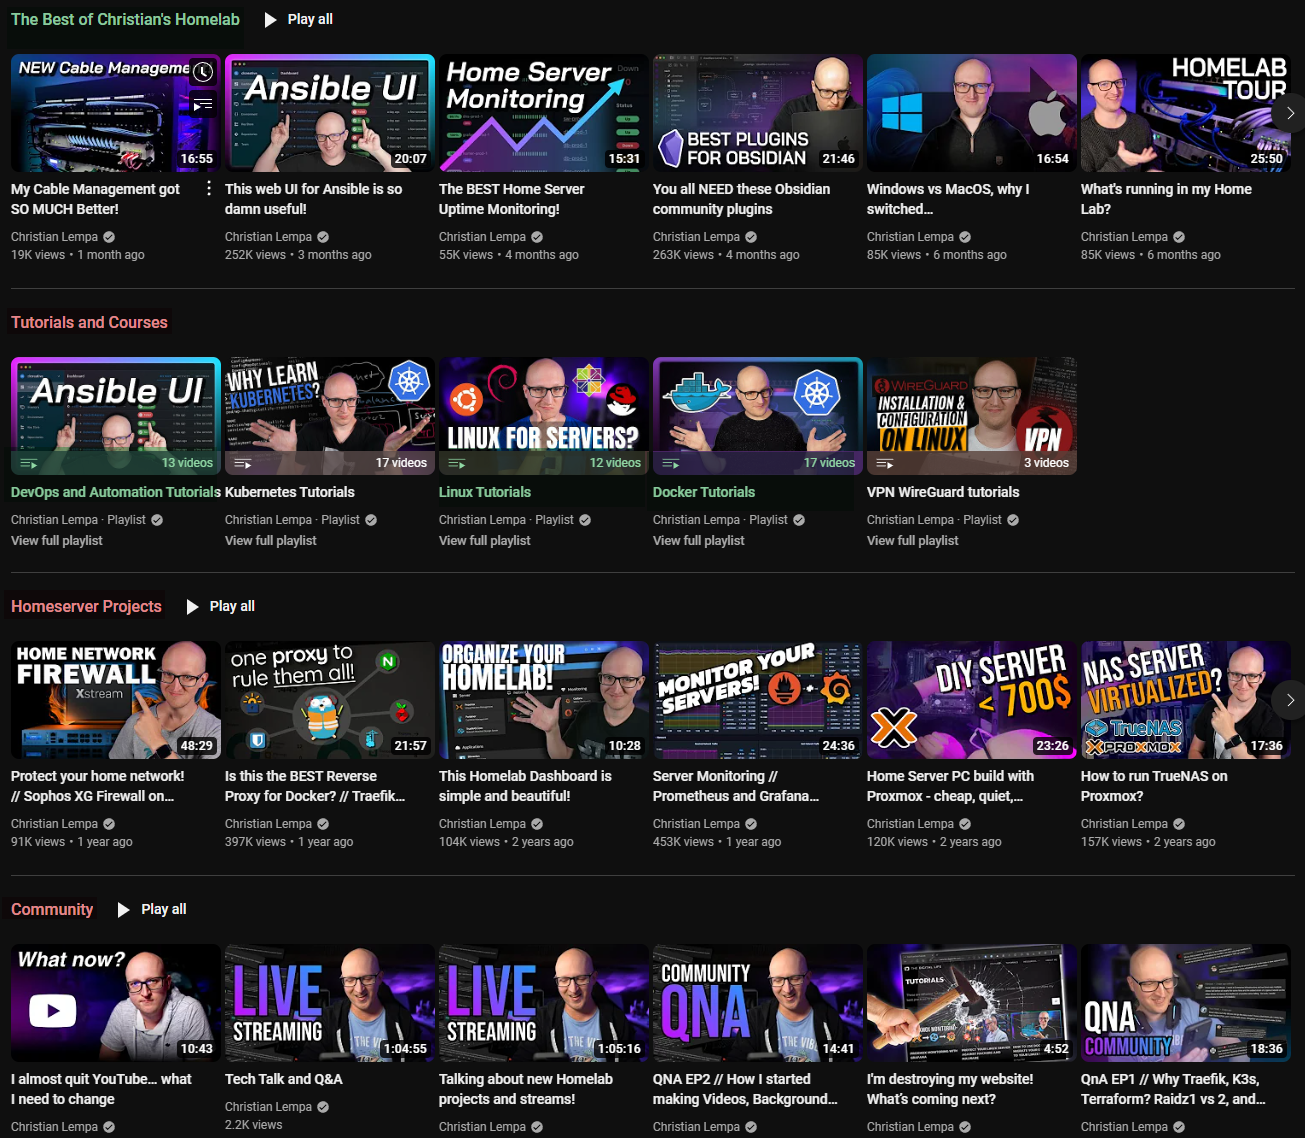 The Best of Christian's Homelab
Play all
NEW Cable Manageme
16:55
Ansible UI
20:07
Home Server
Monitoring
Down
Status
15:31
BEST PLUGINS
FOR OBSIDIAN
21:46
16:54
HOMELAB
TOUR
25:50
My Cable Management got
SO MUCH Better!
Christian Lempa
19K views • 1 month ago
This web UI for Ansible is so
damn useful!
Christian Lempa
252K views • 3 months ago
The BEST Home Server
Uptime Monitoring!
Christian Lempa
55K views • 4 months ago
You all NEED these Obsidian
community plugins
Christian Lempa
263K views • 4 months ago
Windows vs MacOS, why I
switched...
Christian Lempa
85K views • 6 months ago
What's running in my Home
Lab?
Christian Lempa
85K views • 6 months ago
Tutorials and Courses
Ansible UI
13 videos
WHY LEARN
KUBERNETES?
17 videos
LINUX FOR SERVERS?
12 videos
17 videos
WIREGUARD
INSTALLATION &
CONFIGURATION
ON LINUX
VPN
3 videos
DevOps and Automation Tutorials
Christian Lempa · Playlist
View full playlist
Kubernetes Tutorials
Christian Lempa · Playlist
View full playlist
Linux Tutorials
Christian Lempa · Playlist
View full playlist
Docker Tutorials
Christian Lempa · Playlist
View full playlist
VPN WireGuard tutorials
Christian Lempa · Playlist
View full playlist
Homeserver Projects
Play all
HOME NETWORK
FIREWALL
Xstream
48:29
one proxy to
rule them all!
N
21:57
ORGANIZE YOUR
HOMELAB!
10:28
MONITOR YOUR
SERVERS!
24:36
DIY SERVER
< 700$
23:26
NAS SERVER
VIRTUALIZED?
TrueNAS
PROXMOX
17:36
Protect your home network!
// Sophos XG Firewall on...
Christian Lempa
91K views • 1 year ago
Is this the BEST Reverse
Proxy for Docker? // Traefik...
Christian Lempa
397K views • 1 year ago
This Homelab Dashboard is
simple and beautiful!
Christian Lempa
104K views • 2 years ago
Server Monitoring //
Prometheus and Grafana...
Christian Lempa
453K views • 1 year ago
Home Server PC build with
Proxmox - cheap, quiet,...
Christian Lempa
120K views • 2 years ago
How to run TrueNAS on
Proxmox?
Christian Lempa
157K views • 2 years ago
Community
Play all
What now?
10:43
LIVE
STREAMING
1:04:55
LIVE
STREAMING
1:05:16
COMMUNITY
QNA
14:41
THE DIGITAL LIFE
TUTORIALS
4:52
QNA
COMMUNITY
18:36
I almost quit YouTube... what
I need to change
Christian Lempa
Tech Talk and Q&A
Christian Lempa
2.2K views
Talking about new Homelab
projects and streams!
Christian Lempa
QNA EP2 // How I started
making Videos, Background...
Christian Lempa
I'm destroying my website!
What's coming next?
Christian Lempa
QnA EP1 // Why Traefik, K3s,
Terraform? Raidz1 vs 2, and...
Christian Lempa